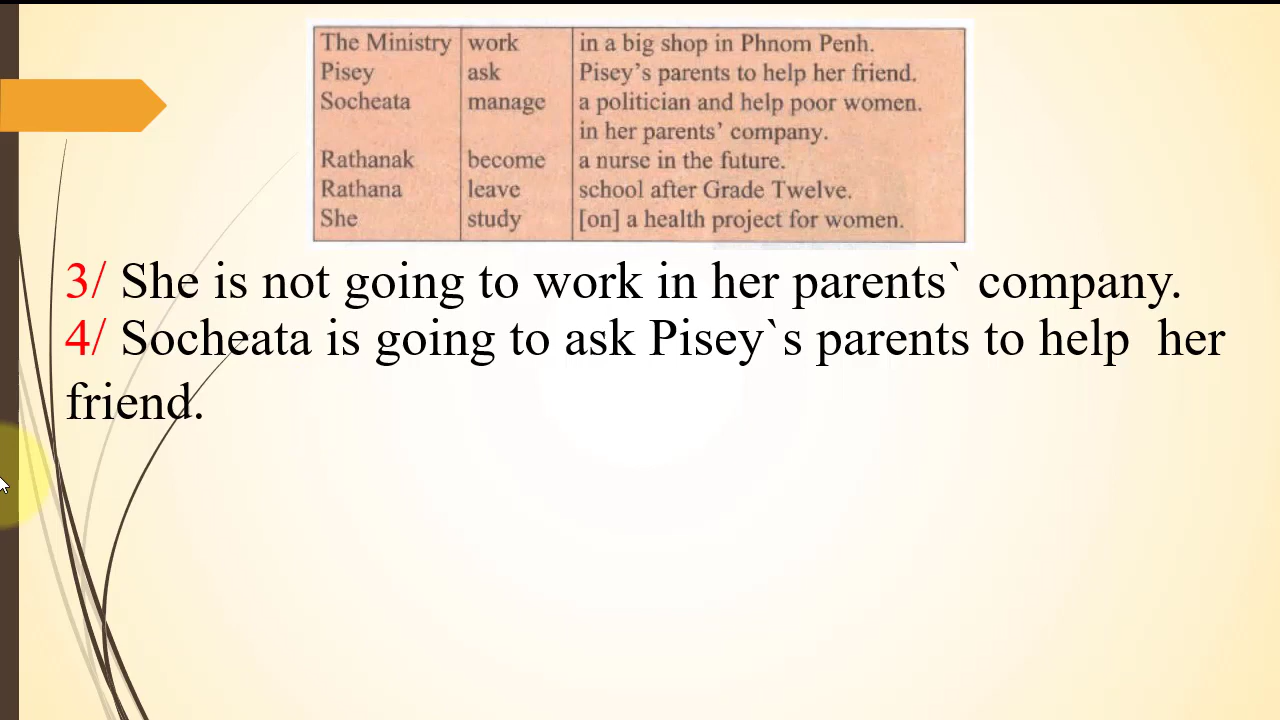 The Ministry work in a big shop in Phnom Penh.
Pisey ask Pisey's parents to help her friend.
Socheata manage a politician and help poor women.
in her parents' company.
Rathanak become a nurse in the future.
Rathana leave school after Grade Twelve.
She study [on] a health project for women.
3/ She is not going to work in her parents` company.
4/ Socheata is going to ask Pisey`s parents to help  her
friend.